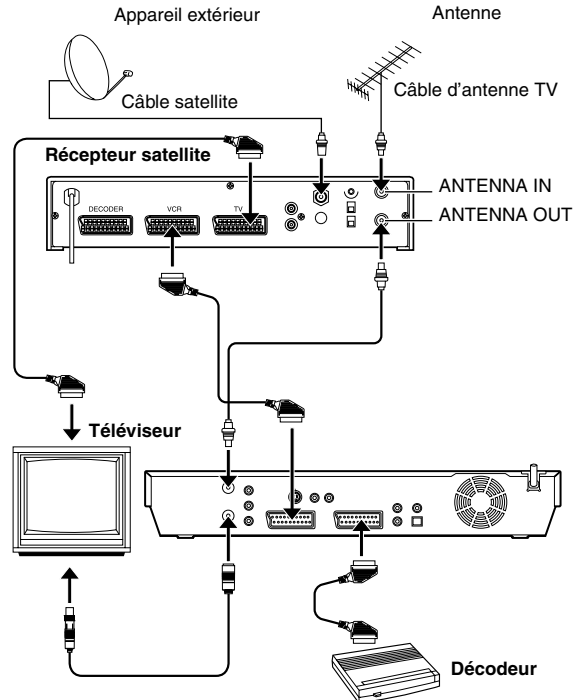 Appareil extérieur
Antenne
Câble satellite
Câble d'antenne TV
Récepteur satellite
ANTENNA IN
ANTENNA OUT
DECODER
VCR
TV
Téléviseur
Décodeur